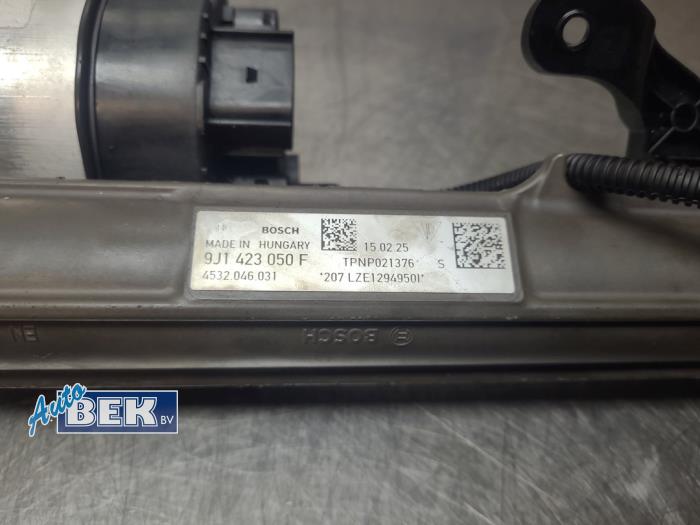 BOSCH
15.02.25
MADE IN HUNGARY
9J1 423 050 F
TPNP021376
S
4532.046.031
*207 LZE1294950I*
BOSCH
EN
Auto
BEK BV